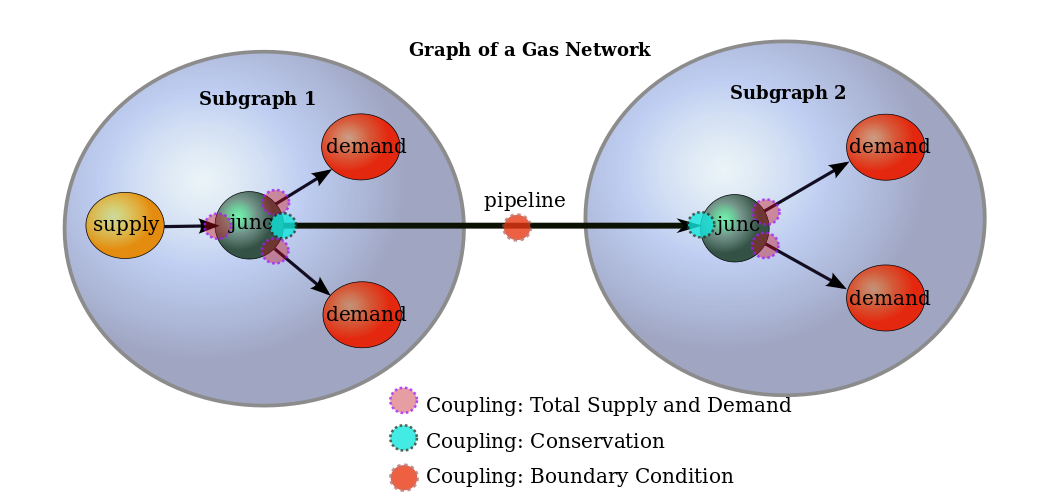 Graph of a Gas Network
Subgraph 1
Subgraph 2
demand
demand
pipeline
supply
junc
junc
demand
demand
Coupling: Total Supply and Demand
Coupling: Conservation
Coupling: Boundary Condition